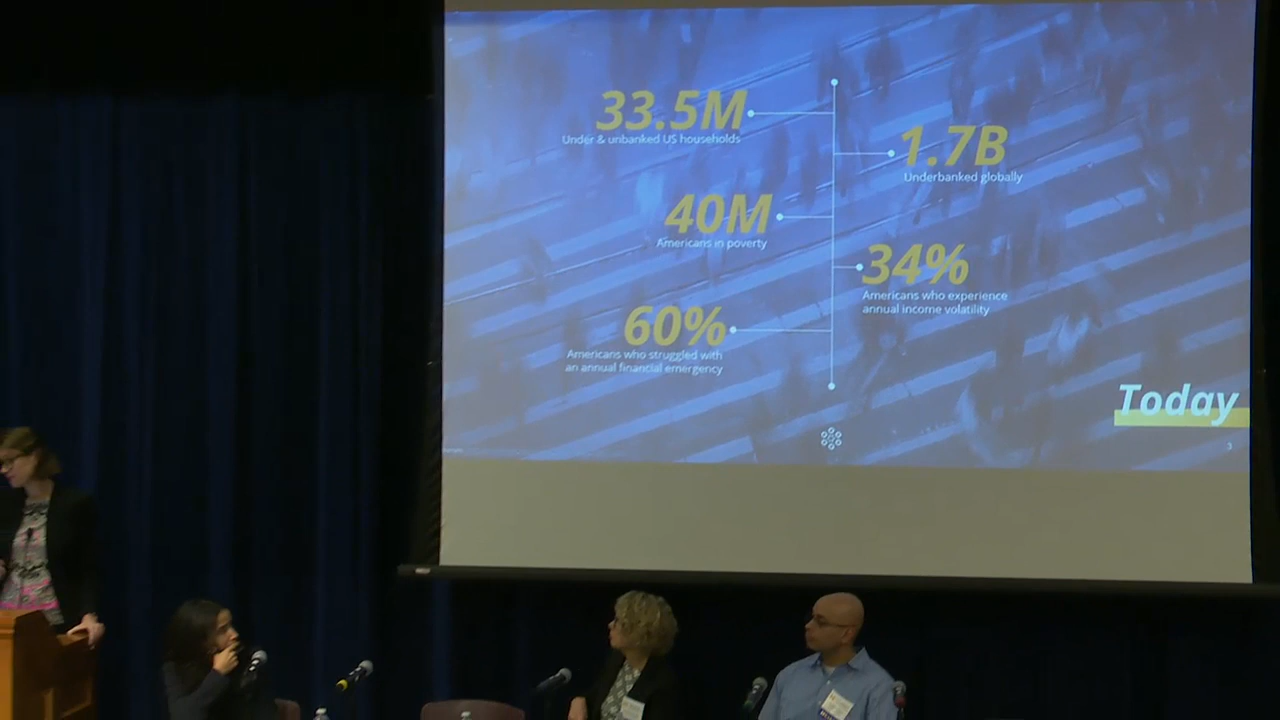 33.5M
Under & unbanked US households
1.7B
Underbanked globally
40M
Americans in poverty
34%
Americans who experience
annual income volatility
60%
Americans who struggled with
an annual financial emergency
Today
3